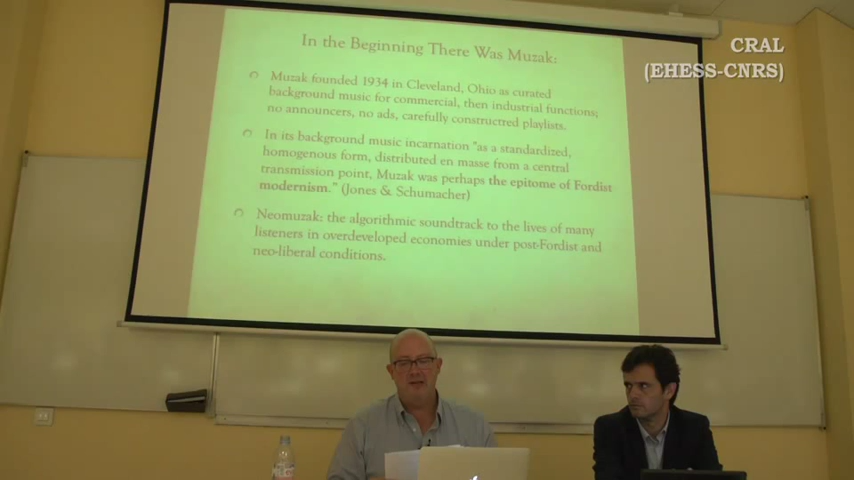 CRAL
(EHESS-CNRS)
In the Beginning There Was Muzak:
Muzak founded 1934 in Cleveland, Ohio as curated
background music for commercial, then industrial functions;
no announcers, no ads, carefully constructred playlists.
In its background music incarnation "as a standardized,
homogenous form, distributed en masse from a central
transmission point, Muzak was perhaps the epitome of Fordist
modernism." (Jones & Schumacher)
Neomuzak: the algorithmic soundtrack to the lives of many
listeners in overdeveloped economies under post-Fordist and
neo-liberal conditions.